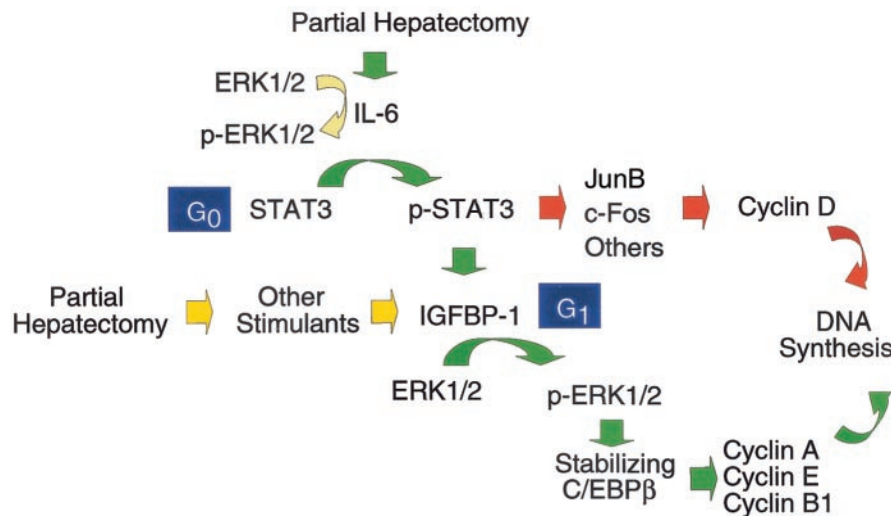 Partial Hepatectomy
ERK1/2
IL-6
p-ERK1/2
G0
STAT3
p-STAT3
JunB
c-Fos
Others
Cyclin D
Partial
Hepatectomy
Other
Stimulants
IGFBP-1
G1
DNA
Synthesis
ERK1/2
p-ERK1/2
Stabilizing
C/EBPβ
Cyclin A
Cyclin E
Cyclin B1